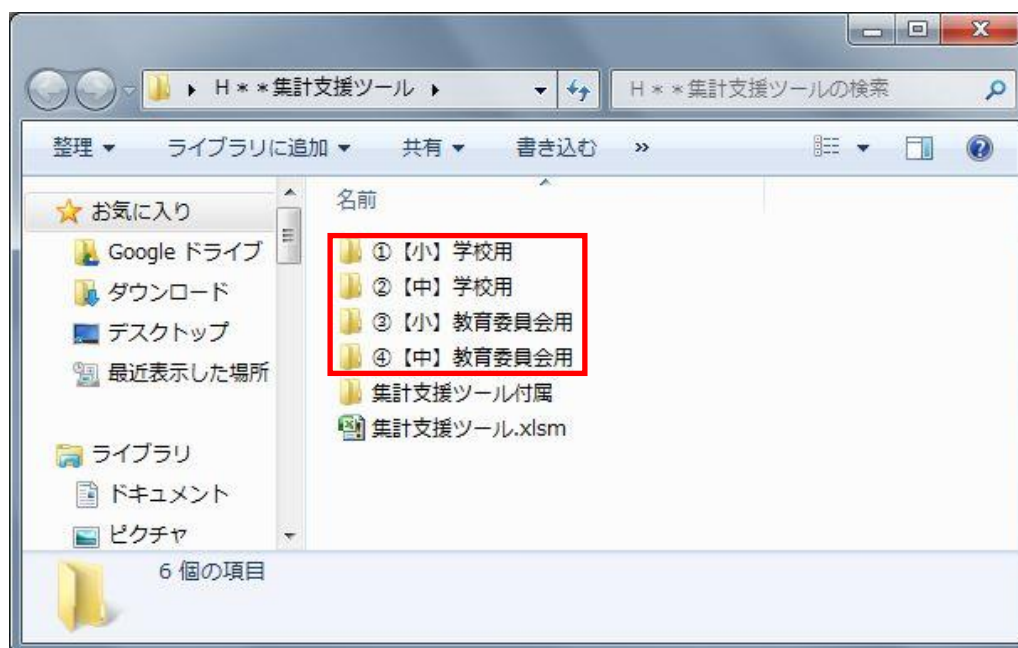 H**集計支援ツール
H**集計支援ツールの検索
整理 ライブラリに追加 共有 書き込む »
お気に入り
Google ドライブ
ダウンロード
デスクトップ
最近表示した場所
ライブラリ
ドキュメント
ピクチャ
名前
①【小】学校用
②【中】学校用
③【小】教育委員会用
④【中】教育委員会用
集計支援ツール付属
集計支援ツール.xlsm
6 個の項目